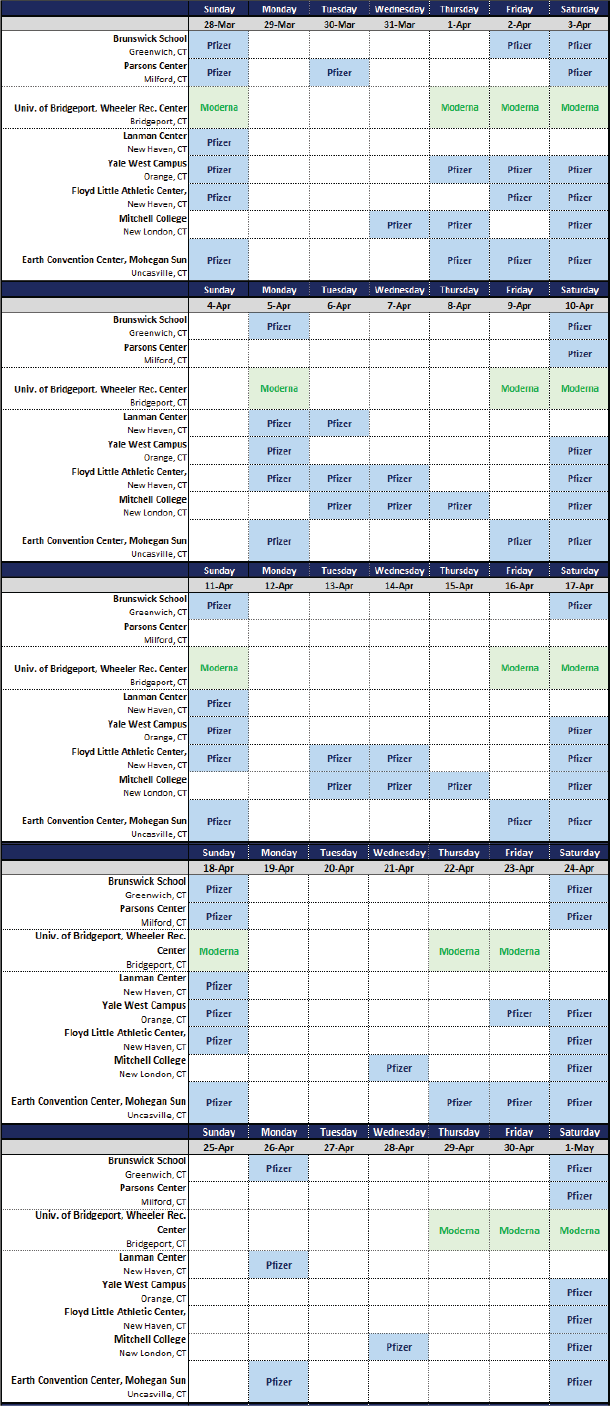 Sunday Monday Tuesday Wednesday Thursday Friday Saturday
28-Mar 29-Mar 30-Mar 31-Mar 1-Apr 2-Apr 3-Apr
Brunswick School
Greenwich, CT Pfizer Pfizer Pfizer
Parsons Center
Milford, CT Pfizer Pfizer Pfizer
Univ. of Bridgeport, Wheeler Rec. Center Moderna Moderna Moderna Moderna
Bridgeport, CT
Lanman Center
New Haven, CT Pfizer
Yale West Campus
Orange, CT Pfizer Pfizer Pfizer Pfizer
Floyd Little Athletic Center,
New Haven, CT Pfizer Pfizer Pfizer
Mitchell College
New London, CT Pfizer Pfizer Pfizer
Earth Convention Center, Mohegan Sun Pfizer Pfizer Pfizer Pfizer
Uncasville, CT
Sunday Monday Tuesday Wednesday Thursday Friday Saturday
4-Apr 5-Apr 6-Apr 7-Apr 8-Apr 9-Apr 10-Apr
Brunswick School
Greenwich, CT Pfizer Pfizer
Parsons Center
Milford, CT Pfizer
Univ. of Bridgeport, Wheeler Rec. Center Moderna Moderna Moderna
Bridgeport, CT
Lanman Center
New Haven, CT Pfizer Pfizer
Yale West Campus
Orange, CT Pfizer Pfizer
Floyd Little Athletic Center,
New Haven, CT Pfizer Pfizer Pfizer Pfizer
Mitchell College
New London, CT Pfizer Pfizer Pfizer Pfizer
Earth Convention Center, Mohegan Sun Pfizer Pfizer Pfizer
Uncasville, CT
Sunday Monday Tuesday Wednesday Thursday Friday Saturday
11-Apr 12-Apr 13-Apr 14-Apr 15-Apr 16-Apr 17-Apr
Brunswick School
Greenwich, CT Pfizer Pfizer
Parsons Center
Milford, CT
Univ. of Bridgeport, Wheeler Rec. Center Moderna Moderna Moderna
Bridgeport, CT
Lanman Center
New Haven, CT Pfizer
Yale West Campus
Orange, CT Pfizer Pfizer
Floyd Little Athletic Center,
New Haven, CT Pfizer Pfizer Pfizer Pfizer
Mitchell College
New London, CT Pfizer Pfizer Pfizer Pfizer
Earth Convention Center, Mohegan Sun Pfizer Pfizer Pfizer
Uncasville, CT
Sunday Monday Tuesday Wednesday Thursday Friday Saturday
18-Apr 19-Apr 20-Apr 21-Apr 22-Apr 23-Apr 24-Apr
Brunswick School
Greenwich, CT Pfizer Pfizer
Parsons Center
Milford, CT Pfizer Pfizer
Univ. of Bridgeport, Wheeler Rec.
Center Moderna Moderna Moderna
Bridgeport, CT
Lanman Center
New Haven, CT Pfizer
Yale West Campus
Orange, CT Pfizer Pfizer Pfizer
Floyd Little Athletic Center,
New Haven, CT Pfizer Pfizer
Mitchell College
New London, CT Pfizer Pfizer
Earth Convention Center, Mohegan Sun Pfizer Pfizer Pfizer Pfizer
Uncasville, CT
Sunday Monday Tuesday Wednesday Thursday Friday Saturday
25-Apr 26-Apr 27-Apr 28-Apr 29-Apr 30-Apr 1-May
Brunswick School
Greenwich, CT Pfizer Pfizer
Parsons Center
Milford, CT Pfizer
Univ. of Bridgeport, Wheeler Rec.
Center Moderna Moderna Moderna
Bridgeport, CT
Lanman Center
New Haven, CT Pfizer
Yale West Campus
Orange, CT Pfizer
Floyd Little Athletic Center,
New Haven, CT Pfizer
Mitchell College
New London, CT Pfizer Pfizer
Earth Convention Center, Mohegan Sun Pfizer Pfizer
Uncasville, CT